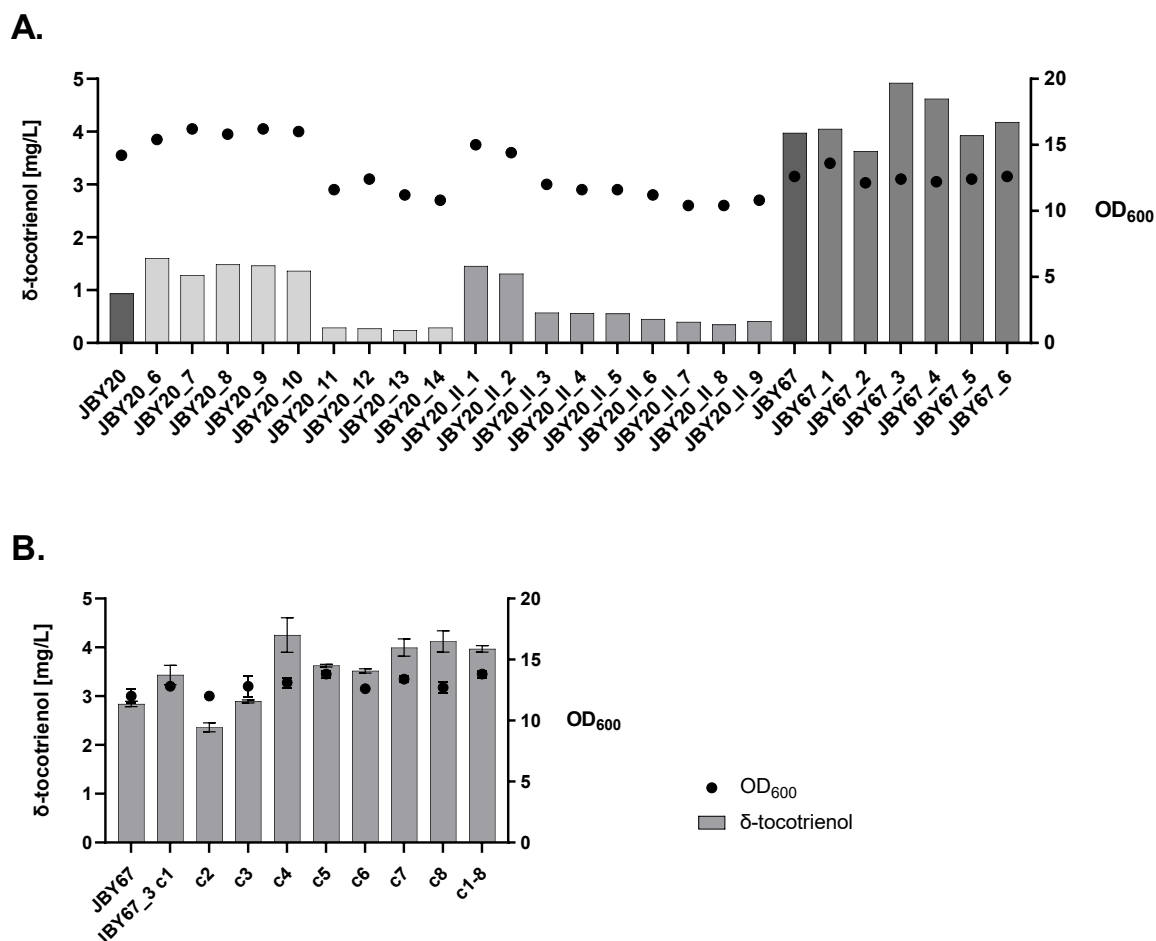 A.
δ-tocotrienol [mg/L]
5
4
3
2
1
0
20
15
10
5
0
OD600
JBY20
JBY20_6
JBY20_7
JBY20_8
JBY20_9
JBY20_10
JBY20_11
JBY20_12
JBY20_13
JBY20_14
JBY20_II_1
JBY20_II_2
JBY20_II_3
JBY20_II_4
JBY20_II_5
JBY20_II_6
JBY20_II_7
JBY20_II_8
JBY20_II_9
JBY67
JBY67_1
JBY67_2
JBY67_3
JBY67_4
JBY67_5
JBY67_6
B.
δ-tocotrienol [mg/L]
5
4
3
2
1
0
20
15
10
5
0
OD600
JBY67
JBY67_3 c1
c2
c3
c4
c5
c6
c7
c8
c1-8
OD600
δ-tocotrienol